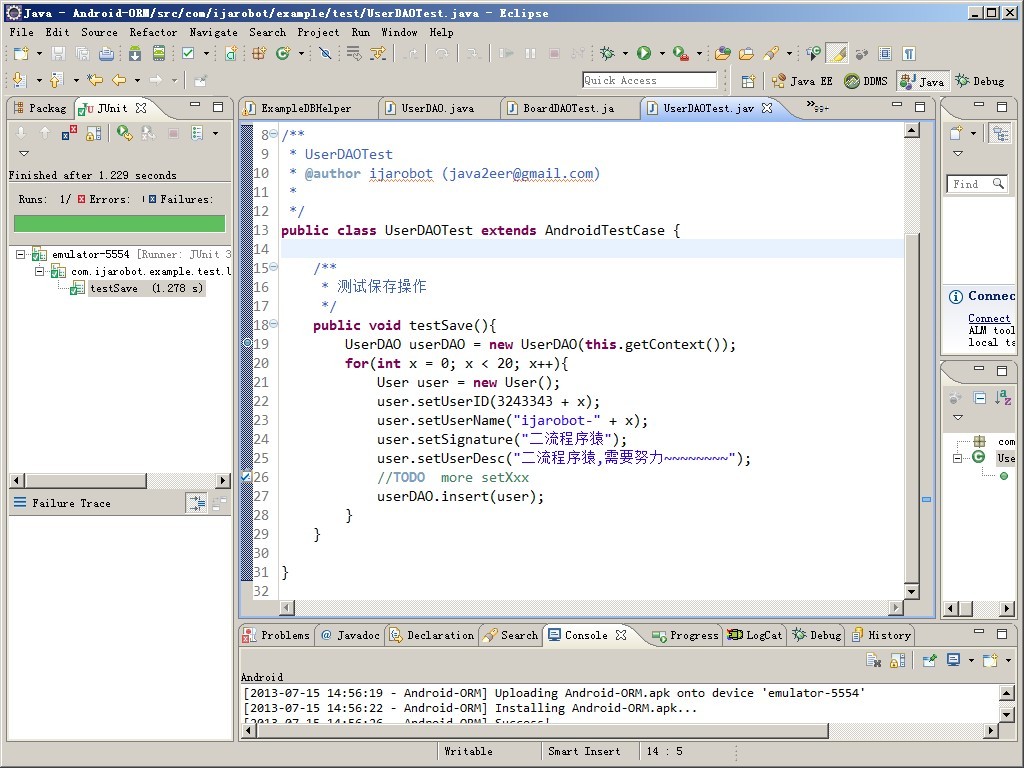 Java - Android-ORM/src/com/ijarobot/example/test/UserDAOTest.java - Eclipse
File Edit Source Refactor Navigate Search Project Run Window Help
Quick Access
Java EE DDMS Java Debug
Packag JUnit
Finished after 1.229 seconds
Runs: 1/ Errors: Failures:
emulator-5554 [Runner: JUnit 3
com.ijarobot.example.test.
testSave (1.278 s)
Failure Trace
ExampleDBHelper UserDAO.java BoardDAOTest.ja UserDAOTest.jav
8 /**
9 * UserDAOTest
10 * @author ijarobot (java2eer@gmail.com)
11 *
12 */
13 public class UserDAOTest extends AndroidTestCase {
14
15 /**
16 * 测试保存操作
17 */
18 public void testSave(){
19 UserDAO userDAO = new UserDAO(this.getContext());
20 for(int x = 0; x < 20; x++){
21 User user = new User();
22 user.setUserID(3243343 + x);
23 user.setUserName("ijarobot-" + x);
24 user.setSignature("二流程序猿");
25 user.setUserDesc("二流程序猿,需要努力~~~~~~~~");
26 //TODO more setXxx
27 userDAO.insert(user);
28 }
29 }
30
31 }
32
Find
Connec
Connect
ALM tool
local ta
com
Use
Problems Javadoc Declaration Search Console Progress LogCat Debug History
Android
[2013-07-15 14:56:19 - Android-ORM] Uploading Android-ORM.apk onto device 'emulator-5554'
[2013-07-15 14:56:22 - Android-ORM] Installing Android-ORM.apk...
[2013-07-15 14:56:26 - Android-ORM] Success!
Writable Smart Insert 14 : 5